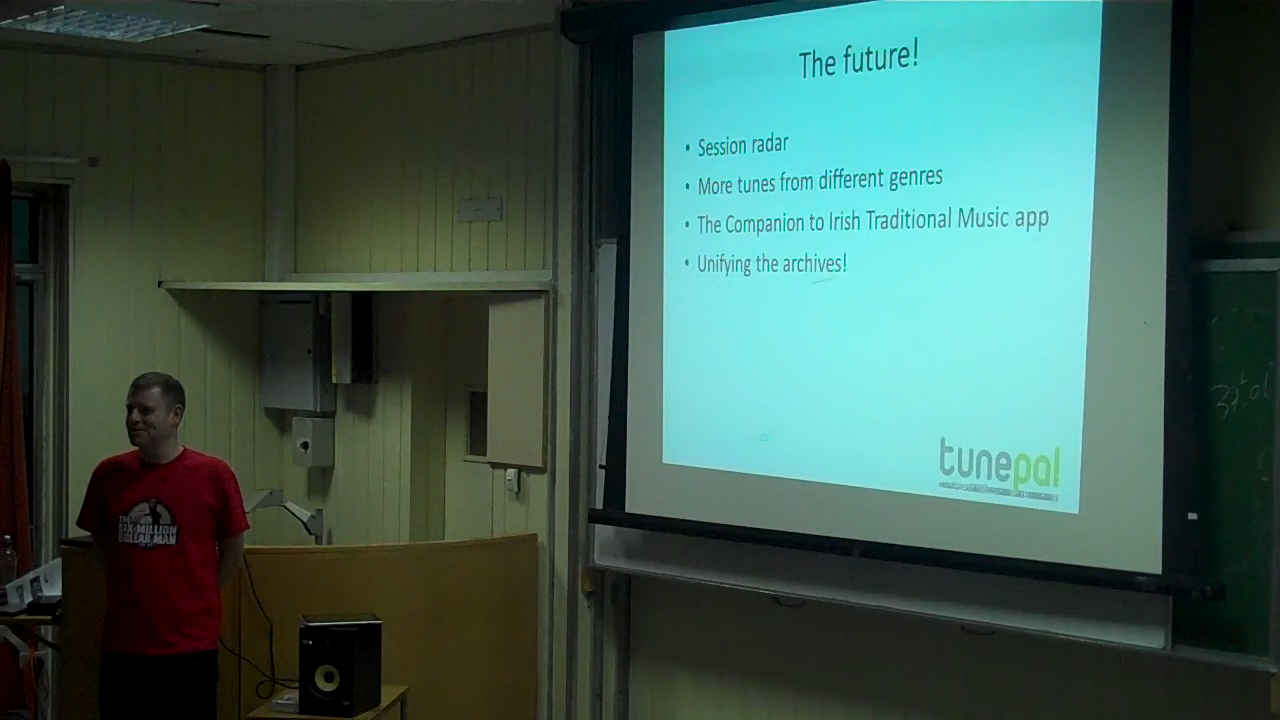 The future!
• Session radar
• More tunes from different genres
• The Companion to Irish Traditional Music app
• Unifying the archives!
tunepal
THE
SIX MILLION
DOLLAR MAN